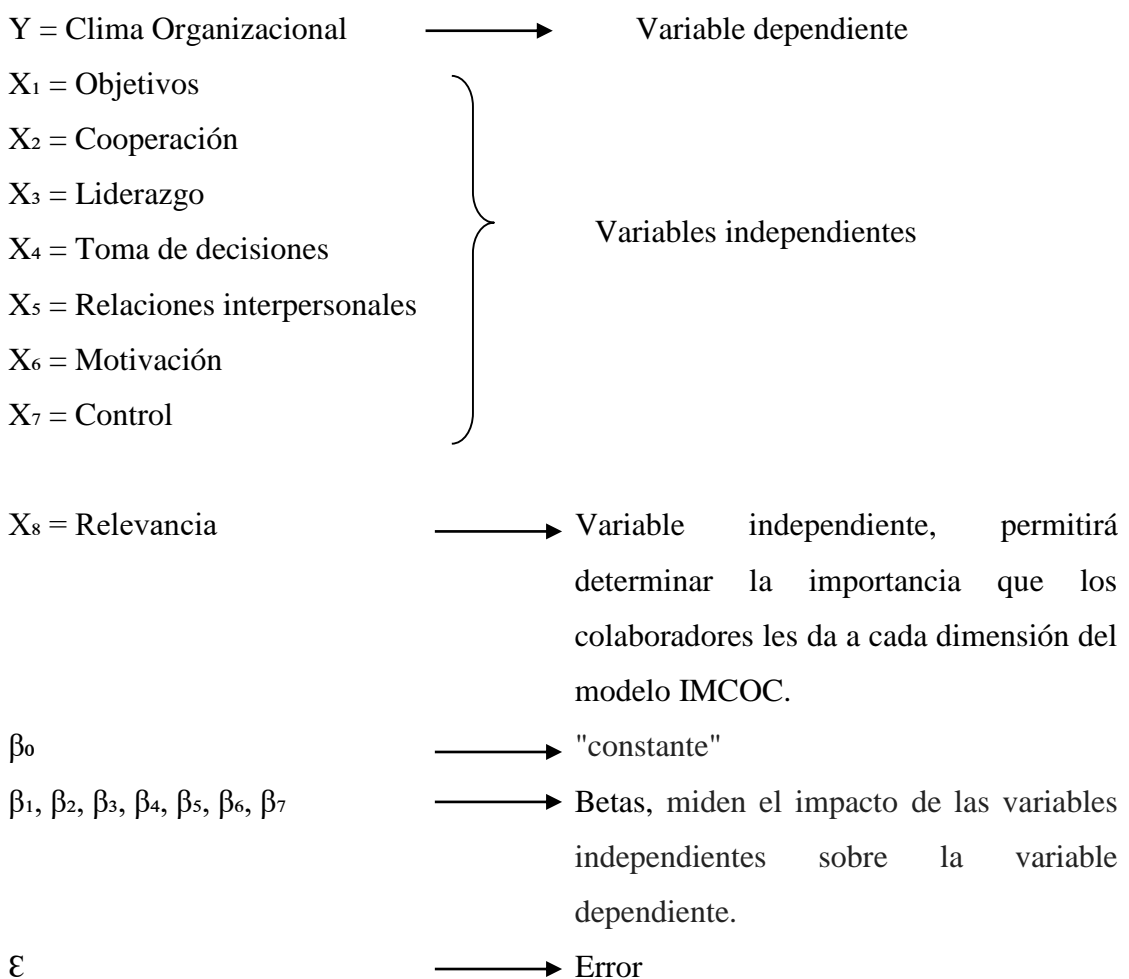 Y = Clima Organizacional Variable dependiente
X₁ = Objetivos
X₂ = Cooperación
X₃ = Liderazgo
X₄ = Toma de decisiones
Variables independientes
X₅ = Relaciones interpersonales
X₆ = Motivación
X₇ = Control
X₈ = Relevancia Variable independiente, permitirá
determinar la importancia que los
colaboradores les da a cada dimensión del
modelo IMCOC.
β₀ "constante"
β₁, β₂, β₃, β₄, β₅, β₆, β₇ Betas, miden el impacto de las variables
independientes sobre la variable
dependiente.
Ɛ Error